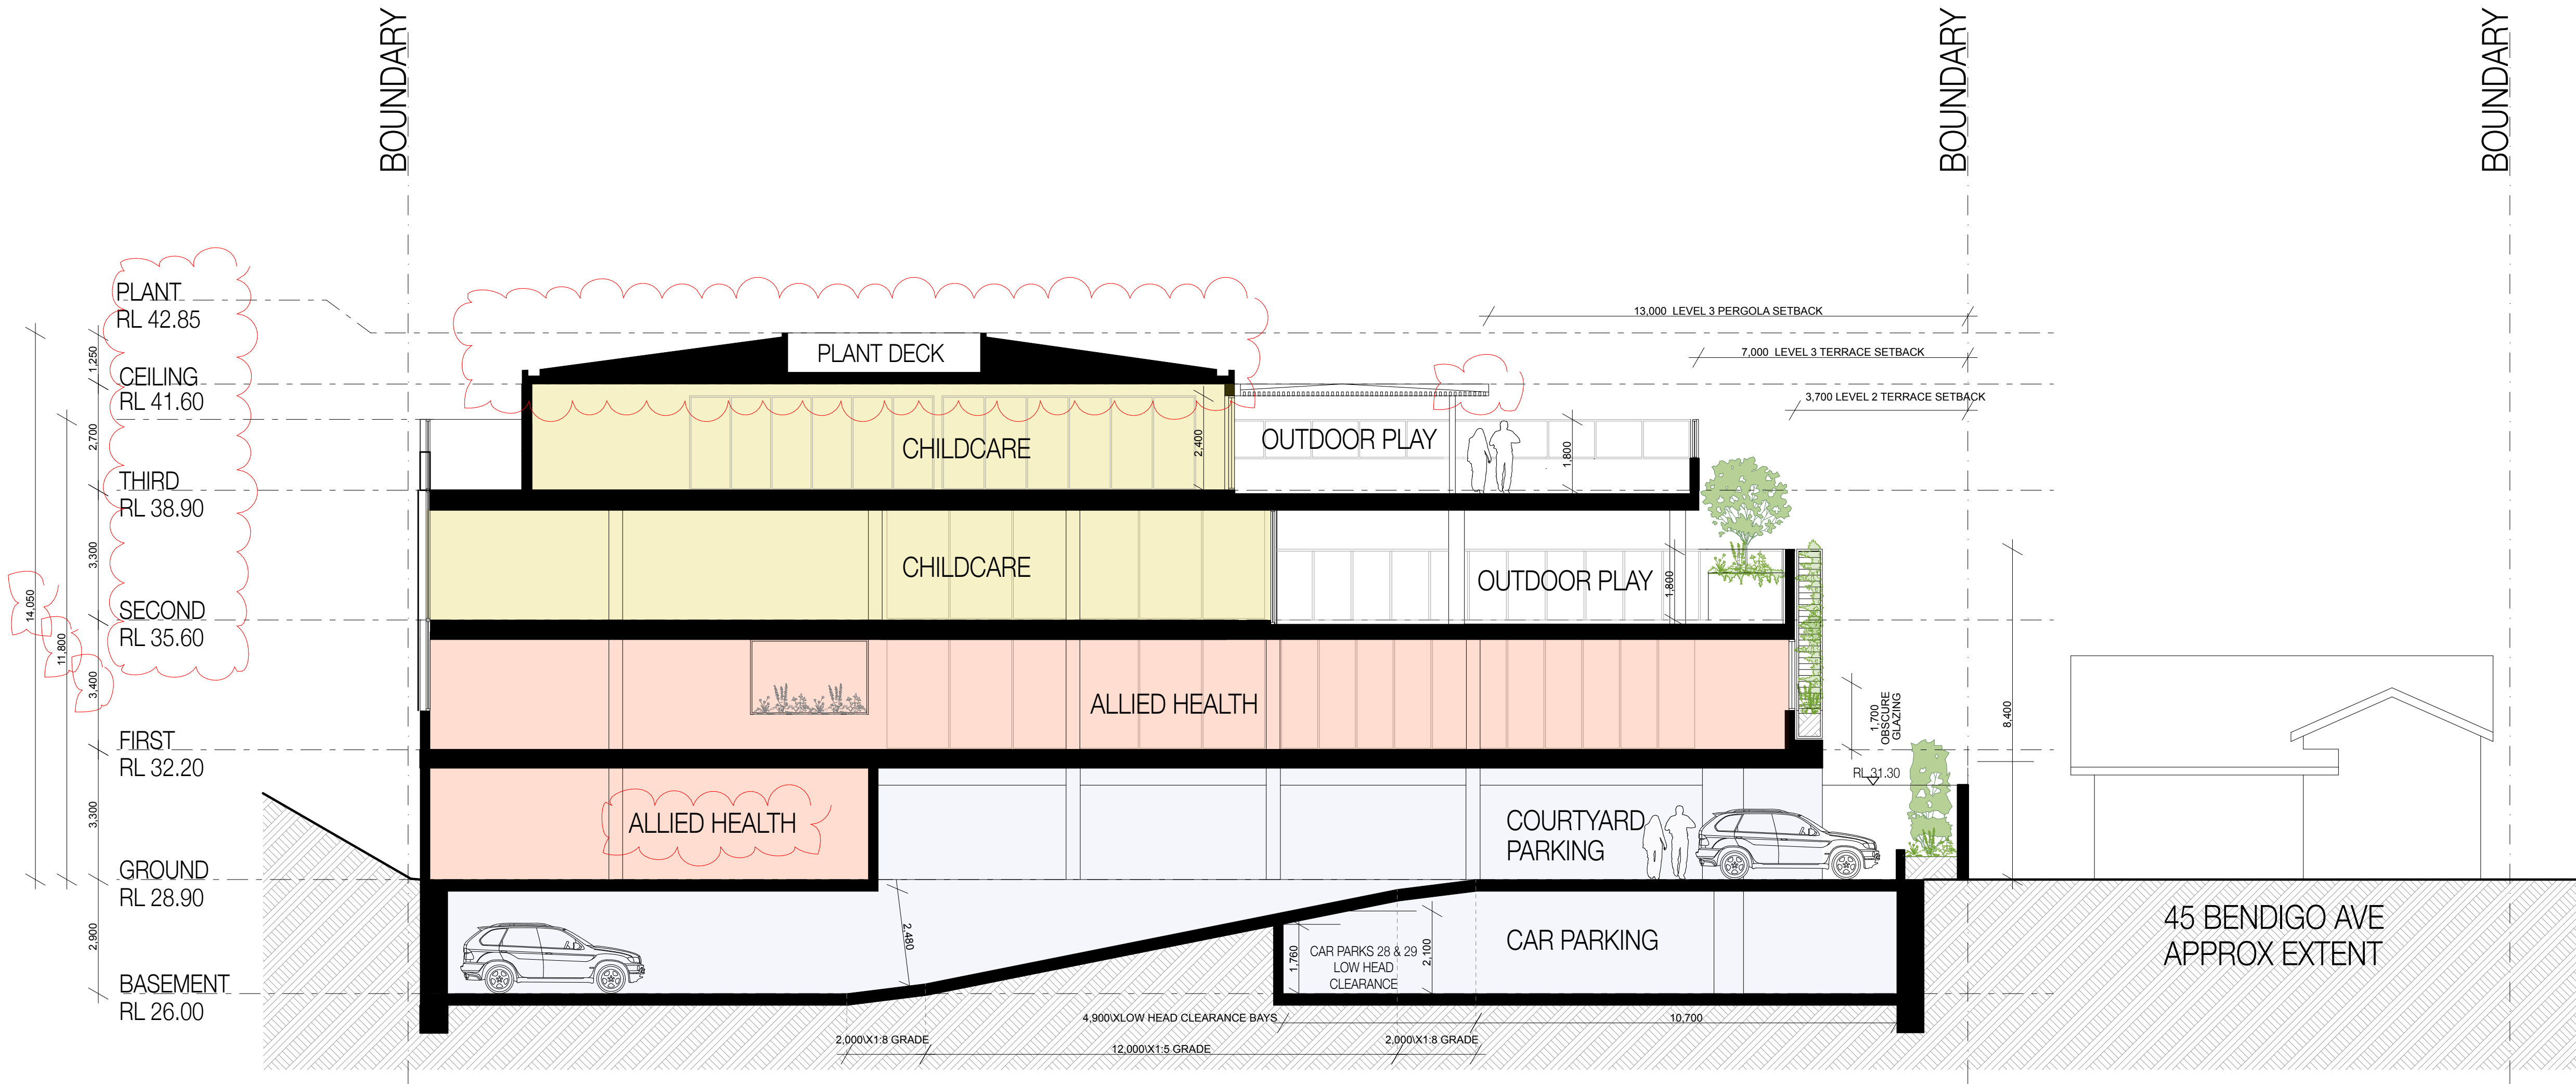 BOUNDARY
BOUNDARY
BOUNDARY
PLANT
RL 42.85
CEILING
RL 41.60
THIRD
RL 38.90
SECOND
RL 35.60
FIRST
RL 32.20
GROUND
RL 28.90
BASEMENT
RL 26.00
14,050
11,800
1,250
2,700
3,300
3,400
3,300
2,900
13,000 LEVEL 3 PERGOLA SETBACK
7,000 LEVEL 3 TERRACE SETBACK
3,700 LEVEL 2 TERRACE SETBACK
PLANT DECK
CHILDCARE
2,400
OUTDOOR PLAY
1,800
CHILDCARE
OUTDOOR PLAY
1,800
ALLIED HEALTH
1,700
OBSCURE
GLAZING
8,400
RL 31.30
ALLIED HEALTH
COURTYARD
PARKING
2,480
1,760
CAR PARKS 28 & 29
LOW HEAD
CLEARANCE
2,100
CAR PARKING
45 BENDIGO AVE
APPROX EXTENT
4,900\XLOW HEAD CLEARANCE BAYS
10,700
2,000\X1:8 GRADE
12,000\X1:5 GRADE
2,000\X1:8 GRADE